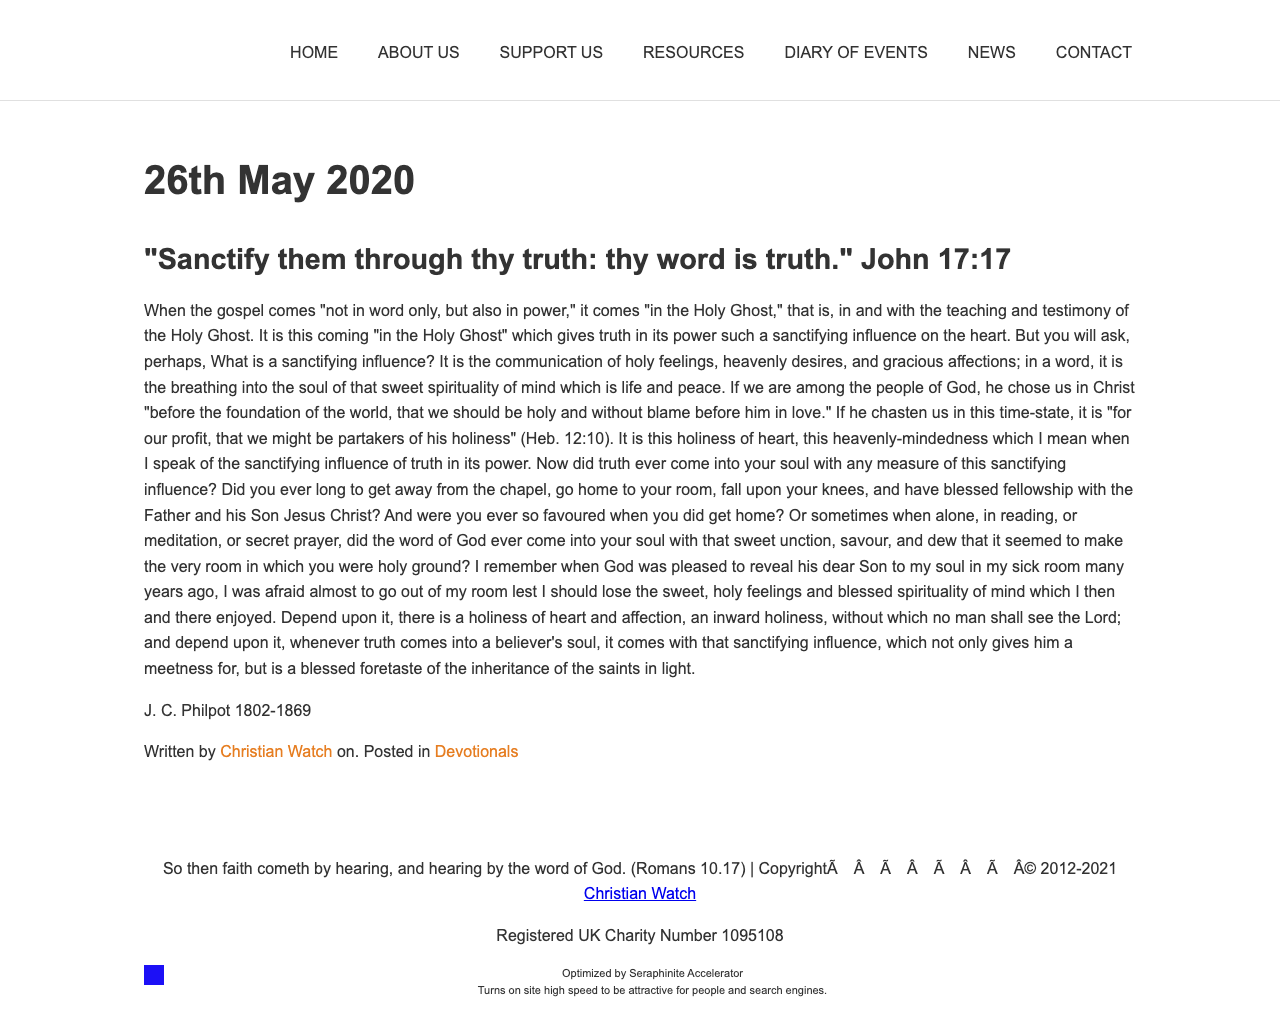 HOME ABOUT US SUPPORT US RESOURCES DIARY OF EVENTS NEWS CONTACT
26th May 2020
"Sanctify them through thy truth: thy word is truth." John 17:17
When the gospel comes "not in word only, but also in power," it comes "in the Holy Ghost," that is, in and with the teaching and testimony of
the Holy Ghost. It is this coming "in the Holy Ghost" which gives truth in its power such a sanctifying influence on the heart. But you will ask,
perhaps, What is a sanctifying influence? It is the communication of holy feelings, heavenly desires, and gracious affections; in a word, it is
the breathing into the soul of that sweet spirituality of mind which is life and peace. If we are among the people of God, he chose us in Christ
"before the foundation of the world, that we should be holy and without blame before him in love." If he chasten us in this time-state, it is "for
our profit, that we might be partakers of his holiness" (Heb. 12:10). It is this holiness of heart, this heavenly-mindedness which I mean when
I speak of the sanctifying influence of truth in its power. Now did truth ever come into your soul with any measure of this sanctifying
influence? Did you ever long to get away from the chapel, go home to your room, fall upon your knees, and have blessed fellowship with the
Father and his Son Jesus Christ? And were you ever so favoured when you did get home? Or sometimes when alone, in reading, or
meditation, or secret prayer, did the word of God ever come into your soul with that sweet unction, savour, and dew that it seemed to make
the very room in which you were holy ground? I remember when God was pleased to reveal his dear Son to my soul in my sick room many
years ago, I was afraid almost to go out of my room lest I should lose the sweet, holy feelings and blessed spirituality of mind which I then
and there enjoyed. Depend upon it, there is a holiness of heart and affection, an inward holiness, without which no man shall see the Lord;
and depend upon it, whenever truth comes into a believer's soul, it comes with that sanctifying influence, which not only gives him a
meetness for, but is a blessed foretaste of the inheritance of the saints in light.
J. C. Philpot 1802-1869
Written by Christian Watch on. Posted in Devotionals
So then faith cometh by hearing, and hearing by the word of God. (Romans 10.17) | CopyrightÃ Â Ã Â Ã Â Ã Â© 2012-2021
Christian Watch
Registered UK Charity Number 1095108
Optimized by Seraphinite Accelerator
Turns on site high speed to be attractive for people and search engines.